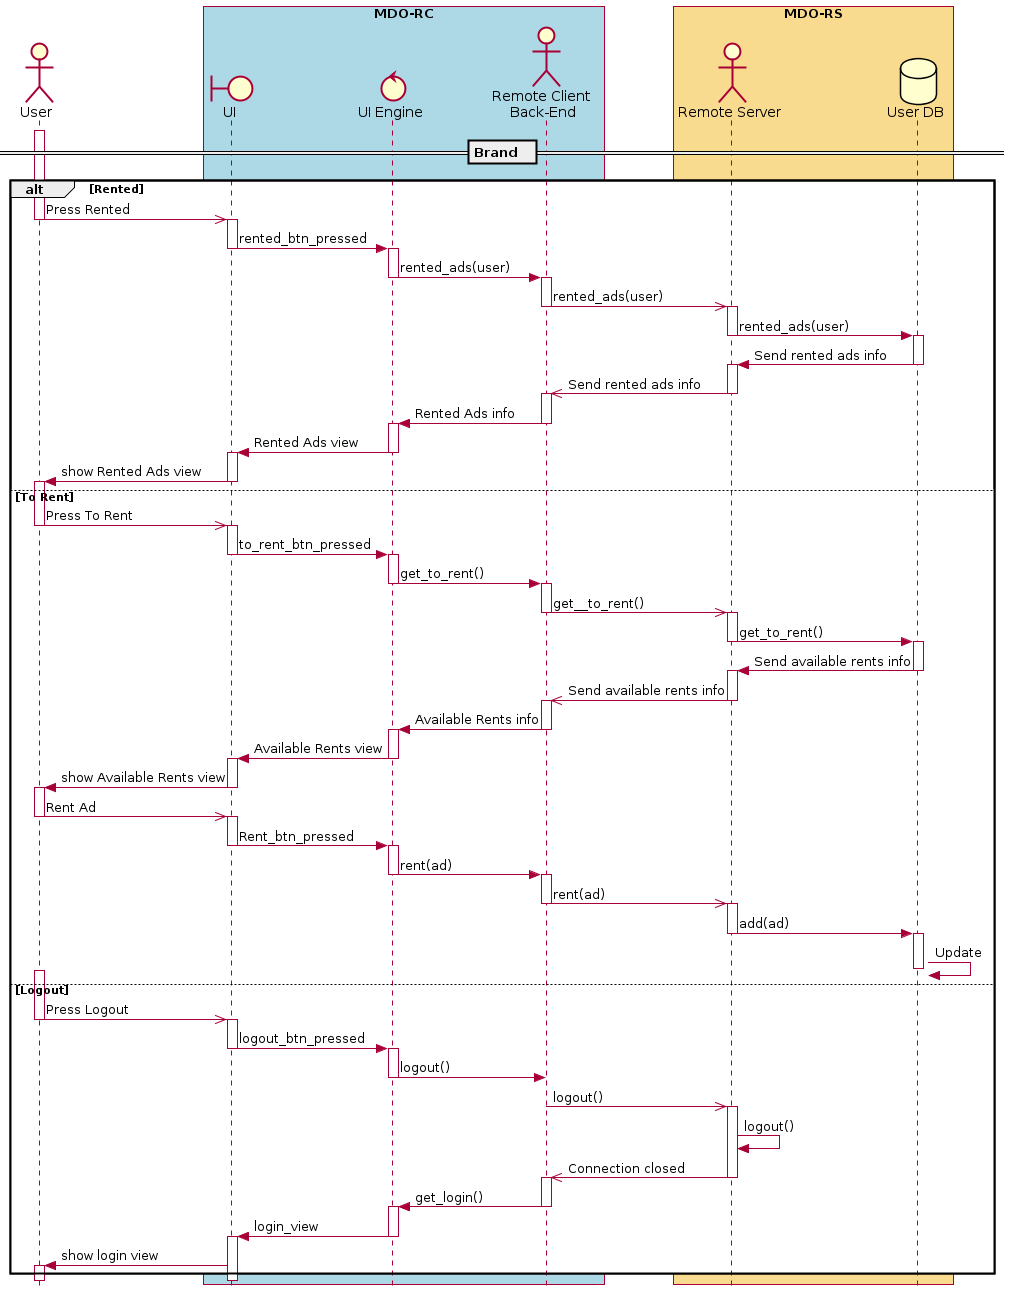 MDO-RC
MDO-RS
User
UI
UI Engine
Remote Client
Back-End
Remote Server
User DB
Brand
alt
[Rented]
Press Rented
rented_btn_pressed
rented_ads(user)
rented_ads(user)
rented_ads(user)
Send rented ads info
Send rented ads info
Rented Ads info
Rented Ads view
show Rented Ads view
[To Rent]
Press To Rent
to_rent_btn_pressed
get_to_rent()
get__to_rent()
get_to_rent()
Send available rents info
Send available rents info
Available Rents info
Available Rents view
show Available Rents view
Rent Ad
Rent_btn_pressed
rent(ad)
rent(ad)
add(ad)
Update
[Logout]
Press Logout
logout_btn_pressed
logout()
logout()
logout()
Connection closed
get_login()
login_view
show login view